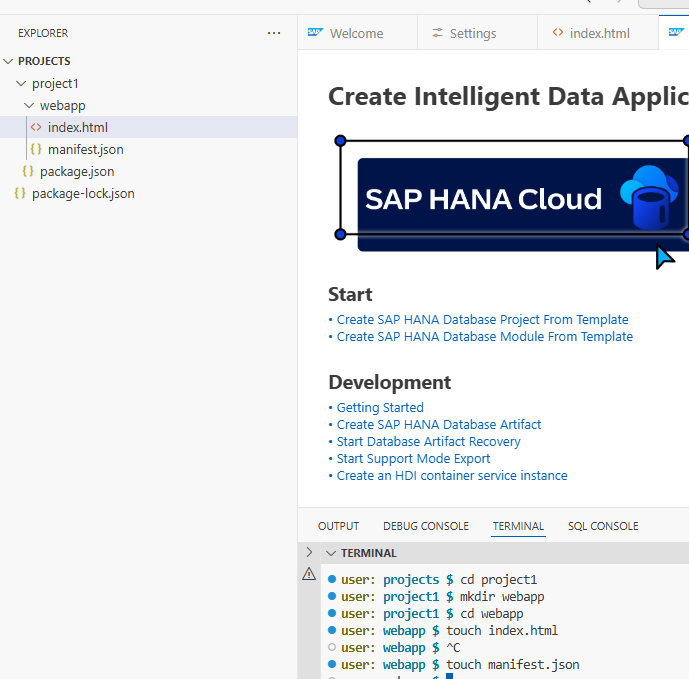 EXPLORER
PROJECTS
project1
webapp
index.html
manifest.json
package.json
package-lock.json
Welcome
Settings
index.html
Create Intelligent Data Applic
SAP HANA Cloud
Start
• Create SAP HANA Database Project From Template
• Create SAP HANA Database Module From Template
Development
• Getting Started
• Create SAP HANA Database Artifact
• Start Database Artifact Recovery
• Start Support Mode Export
• Create an HDI container service instance
OUTPUT DEBUG CONSOLE TERMINAL SQL CONSOLE
TERMINAL
user: projects $ cd project1
user: project1 $ mkdir webapp
user: project1 $ cd webapp
user: webapp $ touch index.html
user: webapp $ ^C
user: webapp $ touch manifest.json